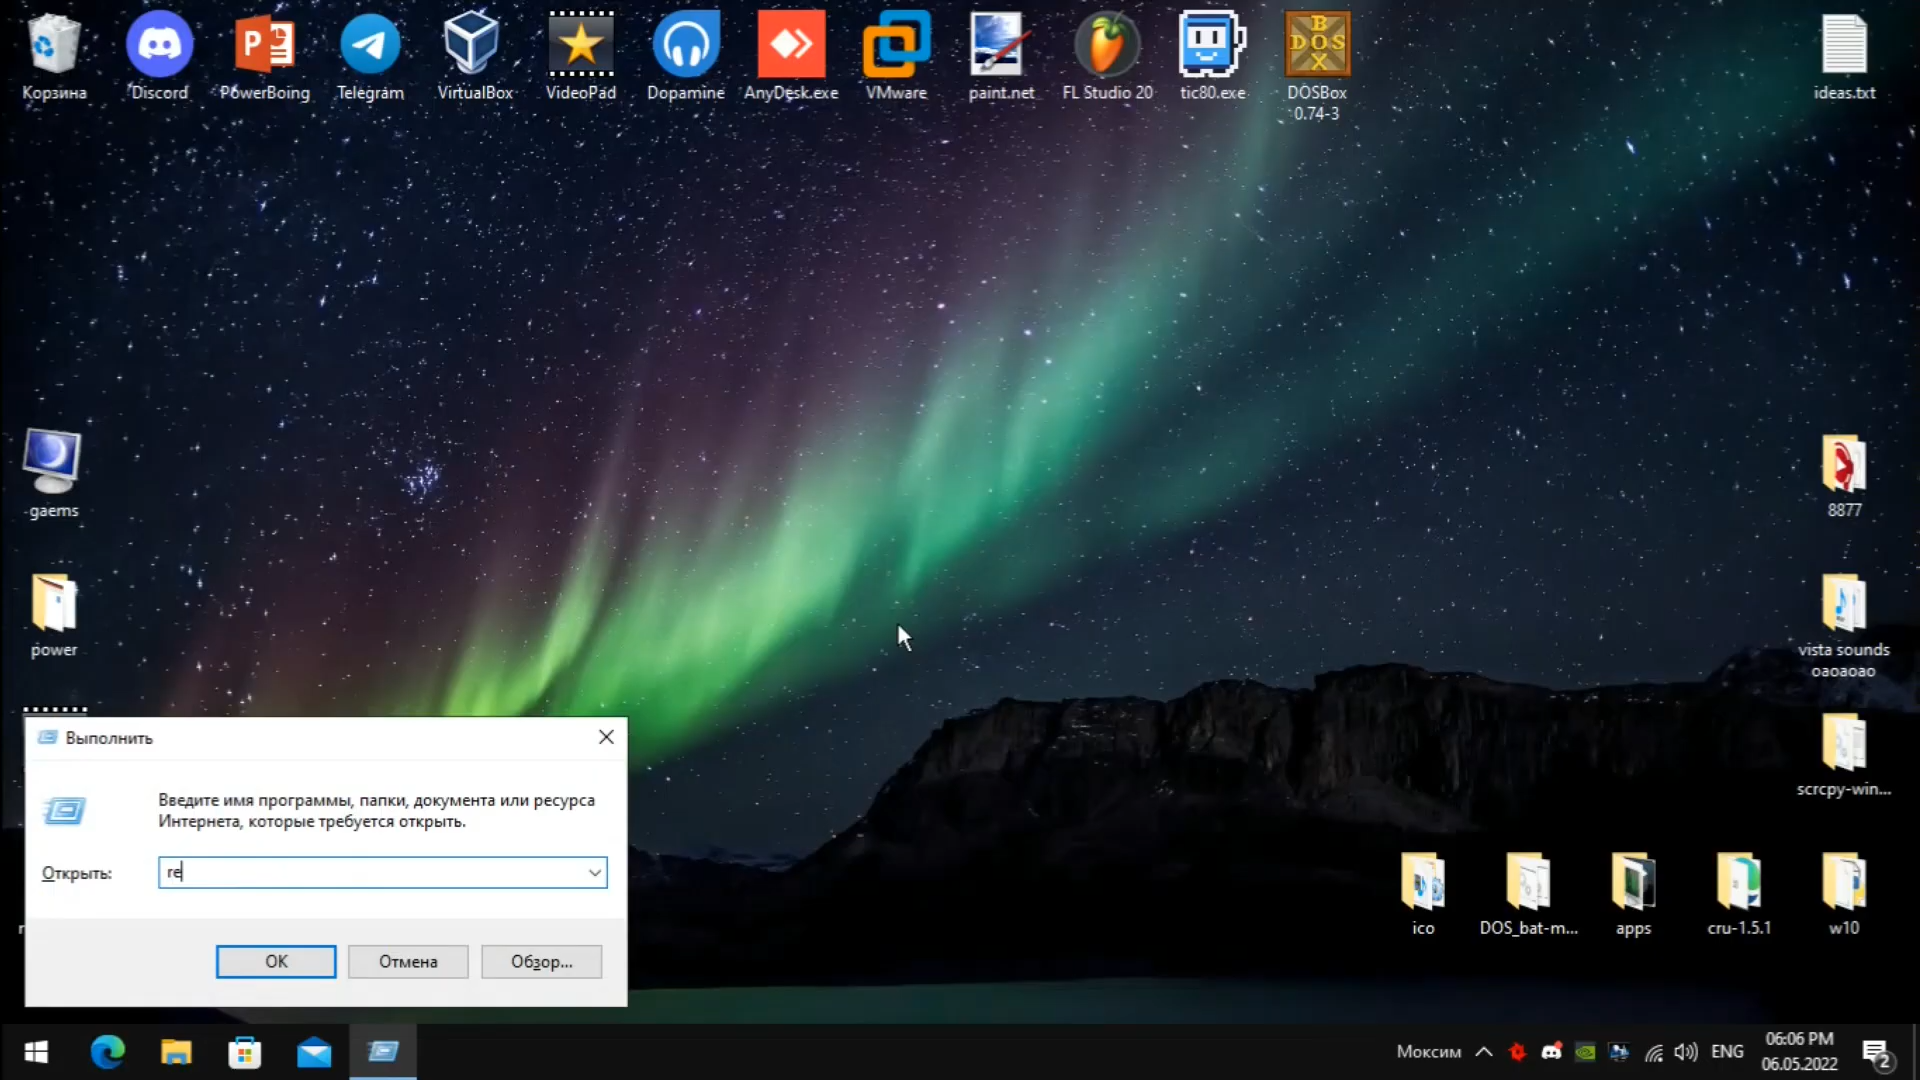 Корзина
Discord
PowerBoing
Telegram
VirtualBox
VideoPad
Dopamine
AnyDesk.exe
VMware
paint.net
FL Studio 20
tic80.exe
DOSBox
0.74-3
ideas.txt
gaems
8877
power
vista sounds
oaoaoao
scrcpy-win...
ico
DOS_bat-m...
apps
cru-1.5.1
w10
Выполнить
Введите имя программы, папки, документа или ресурса
Интернета, которые требуется открыть.
Открыть:
re
OK
Отмена
Обзор...
Моксим
ENG
06:06 PM
06.05.2022
2